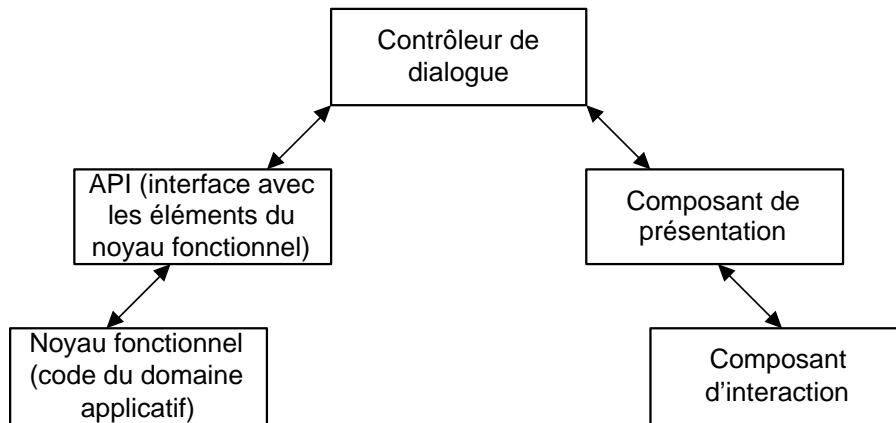 Contrôleur de
dialogue
API (interface avec
les éléments du
noyau fonctionnel)
Composant de
présentation
Noyau fonctionnel
(code du domaine
applicatif)
Composant
d'interaction